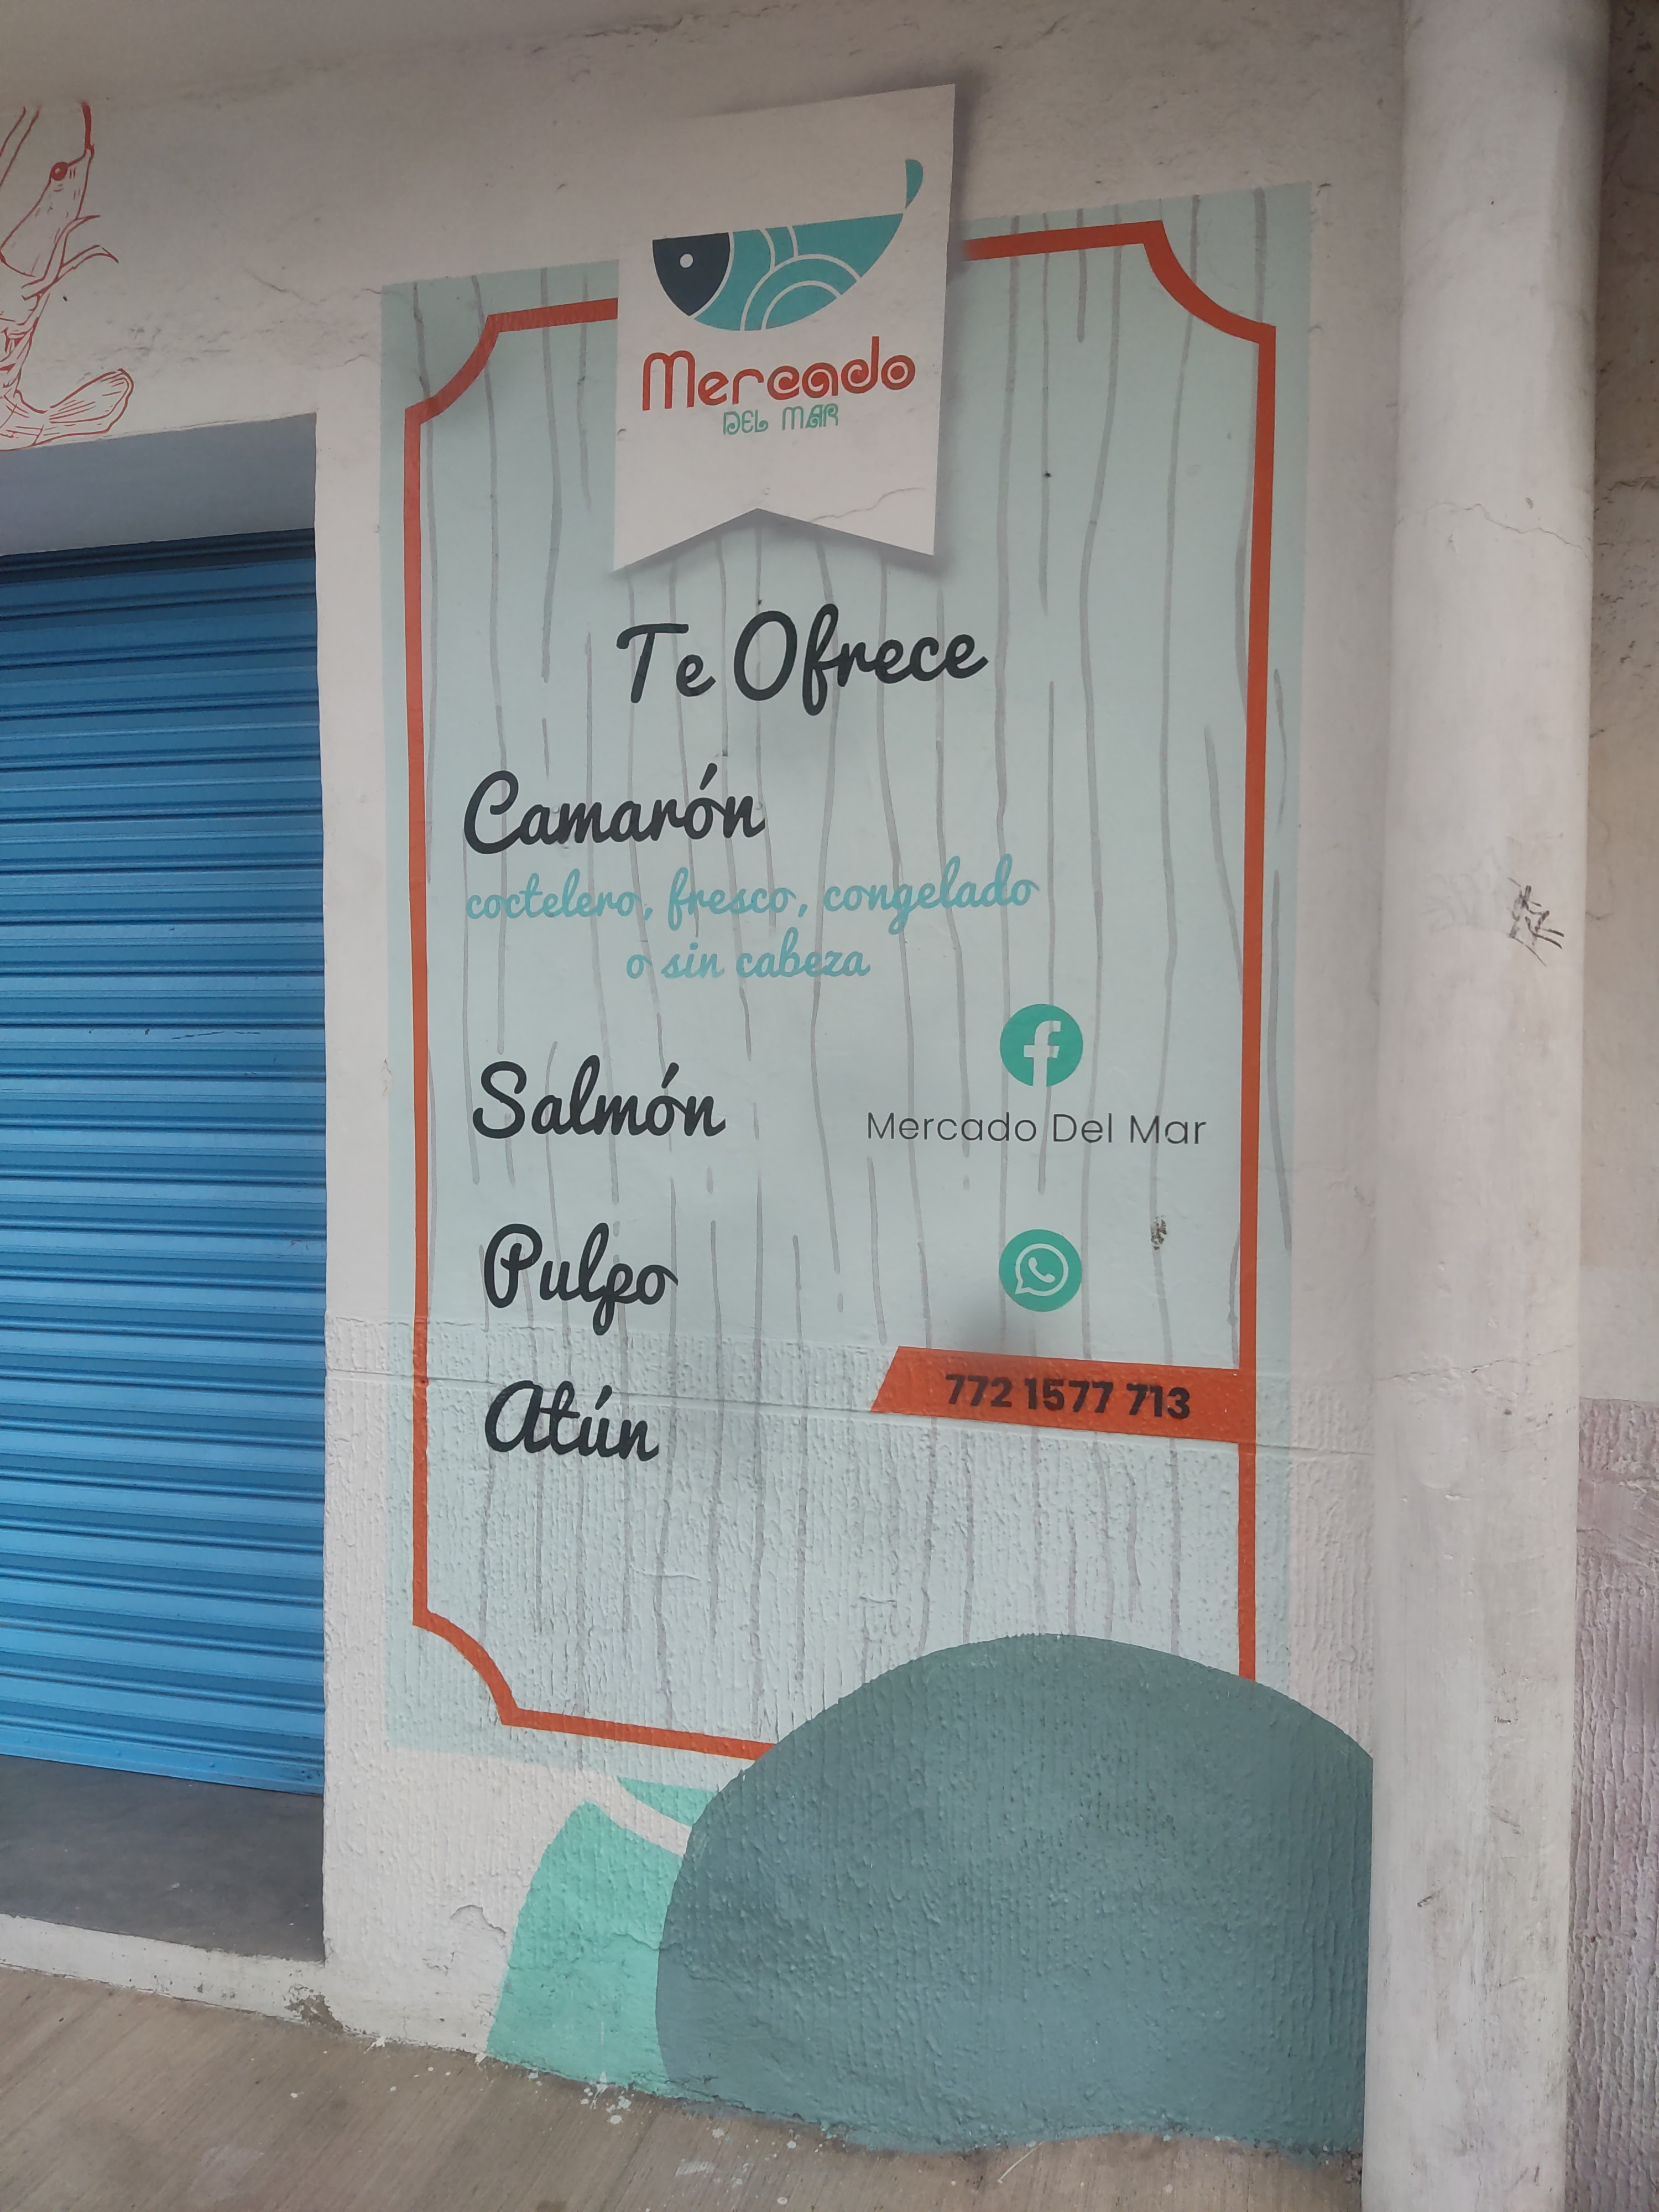 Mercado
DEL MAR
Te Ofrece
Camarón
coctelero, fresco, congelado
o sin cabeza
Salmón
Mercado Del Mar
Pulpo
772 1577 713
Atún